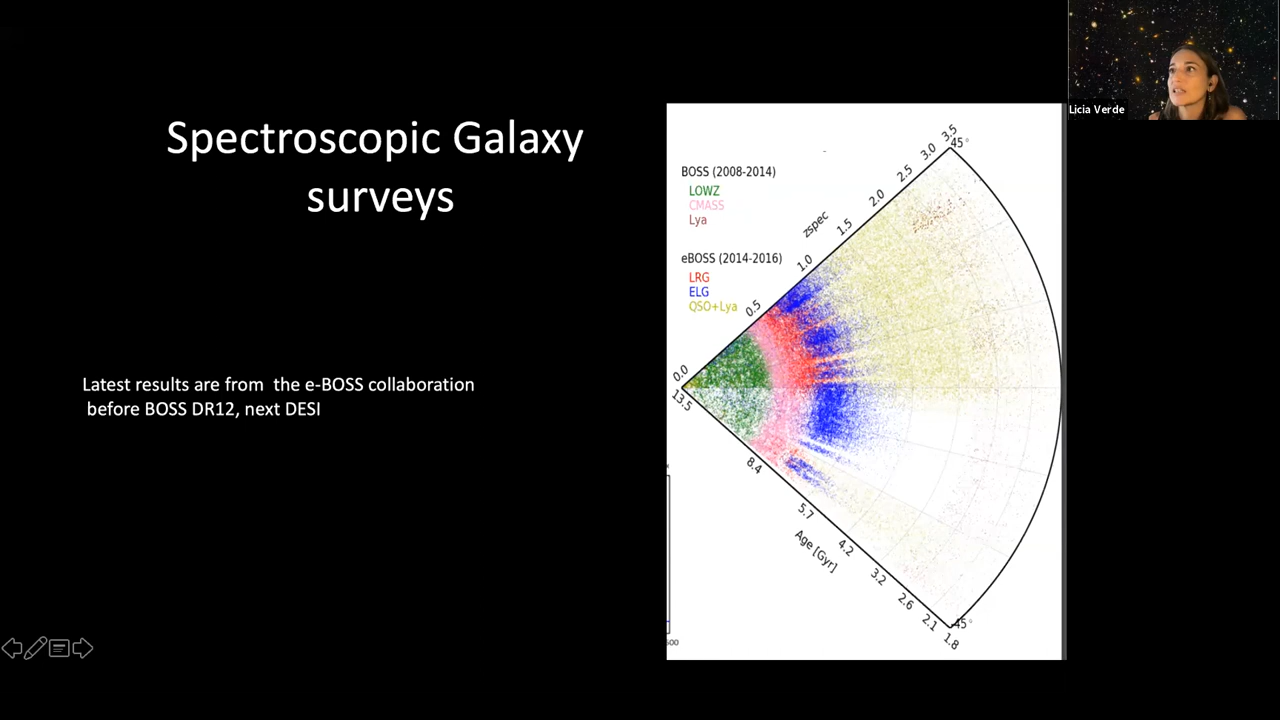 Spectroscopic Galaxy
surveys
Latest results are from the e-BOSS collaboration
before BOSS DR12, next DESI
BOSS (2008-2014)
LOWZ
CMASS
Lya
eBOSS (2014-2016)
LRG
ELG
QSO+Lya
zspec
0.0
0.5
1.0
1.5
2.0
2.5
3.0
3.5
45°
13.5
8.4
5.7
4.2
3.2
2.6
2.1
1.8
-45°
Age [Gyr]
Licia Verde